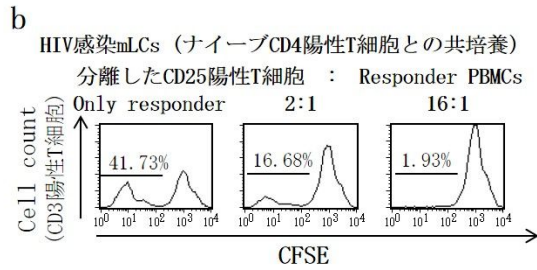 b
HIV感染mLCs (ナイーブCD4陽性T細胞との共培養)
分離したCD25陽性T細胞 : Responder PBMCs
Only responder 2:1 16:1
Cell count
(CD3陽性T細胞)
41.73% 16.68% 1.93%
10⁰ 10¹ 10² 10³ 10⁴ 10⁰ 10¹ 10² 10³ 10⁴ 10⁰ 10¹ 10² 10³ 10⁴
CFSE